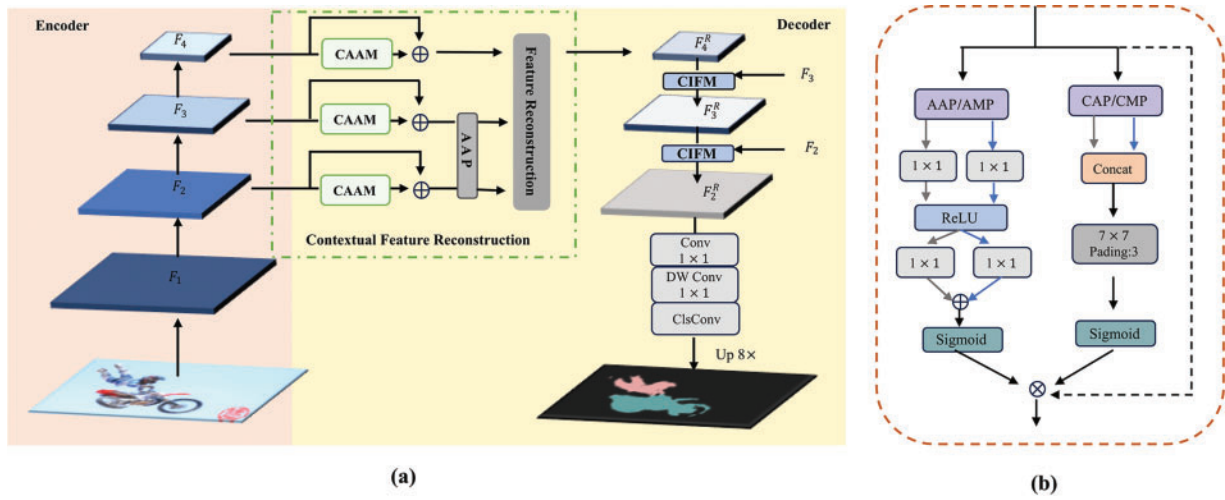 Encoder
Decoder
F₄
CAAM
F₃
CAAM
F₂
CAAM
F₁
AAP
Feature Reconstruction
Contextual Feature Reconstruction
F₄ᴿ
CIFM
F₃
F₃ᴿ
CIFM
F₂
F₂ᴿ
Conv
1 × 1
DW Conv
1 × 1
ClsConv
Up 8×
(a)
AAP/AMP
CAP/CMP
1 × 1
1 × 1
Concat
ReLU
7 × 7
Pading:3
1 × 1
1 × 1
Sigmoid
Sigmoid
(b)